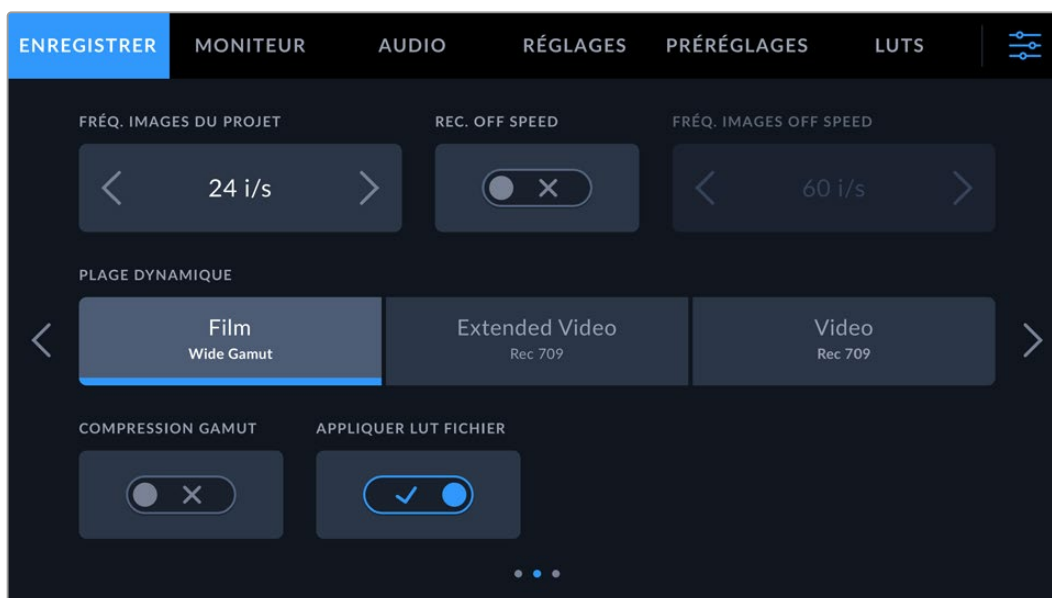 ENREGISTRER MONITEUR AUDIO RÉGLAGES PRÉRÉGLAGES LUTS
FRÉQ. IMAGES DU PROJET REC. OFF SPEED FRÉQ. IMAGES OFF SPEED
24 i/s 60 i/s
PLAGE DYNAMIQUE
Film Extended Video Video
Wide Gamut Rec 709 Rec 709
COMPRESSION GAMUT APPLIQUER LUT FICHIER